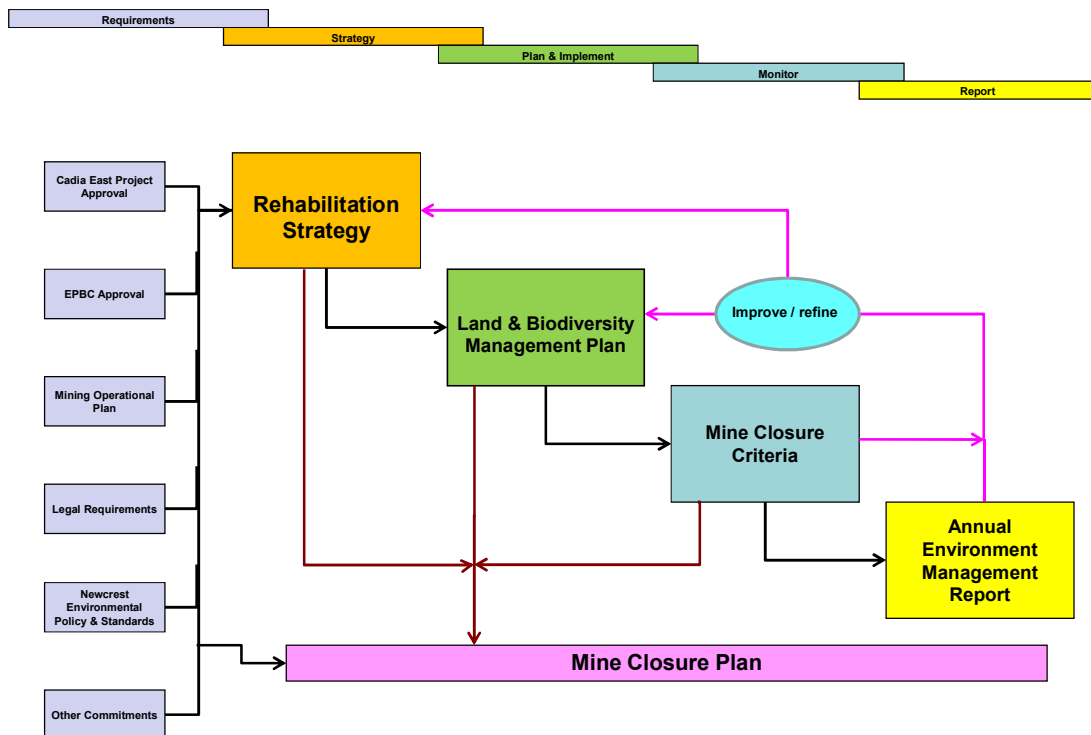 Requirements
Strategy
Plan & Implement
Monitor
Report
Cadia East Project
Approval
Rehabilitation
Strategy
EPBC Approval
Improve / refine
Land & Biodiversity
Management Plan
Mining Operational
Plan
Mine Closure
Criteria
Legal Requirements
Annual
Environment
Management
Report
Newcrest
Environmental
Policy & Standards
Mine Closure Plan
Other Commitments